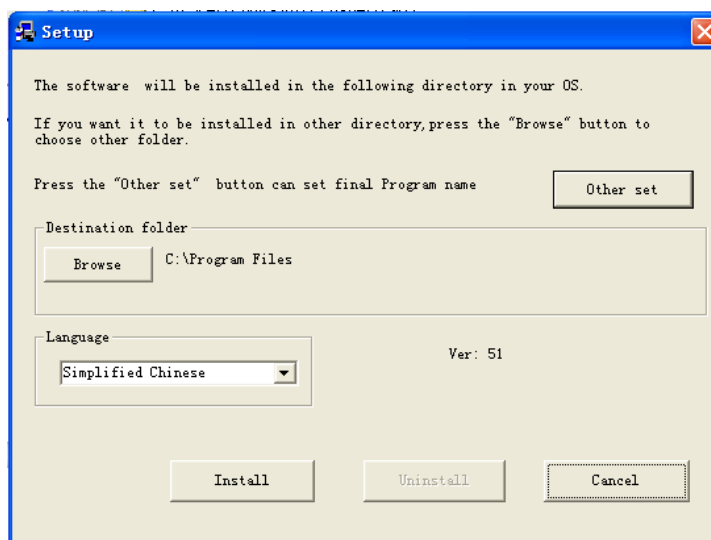 Setup
The software will be installed in the following directory in your OS.
If you want it to be installed in other directory,press the "Browse" button to
choose other folder.
Press the "Other set" button can set final Program name
Other set
Destination folder
Browse
C:\Program Files
Language
Simplified Chinese
Ver: 51
Install
Uninstall
Cancel